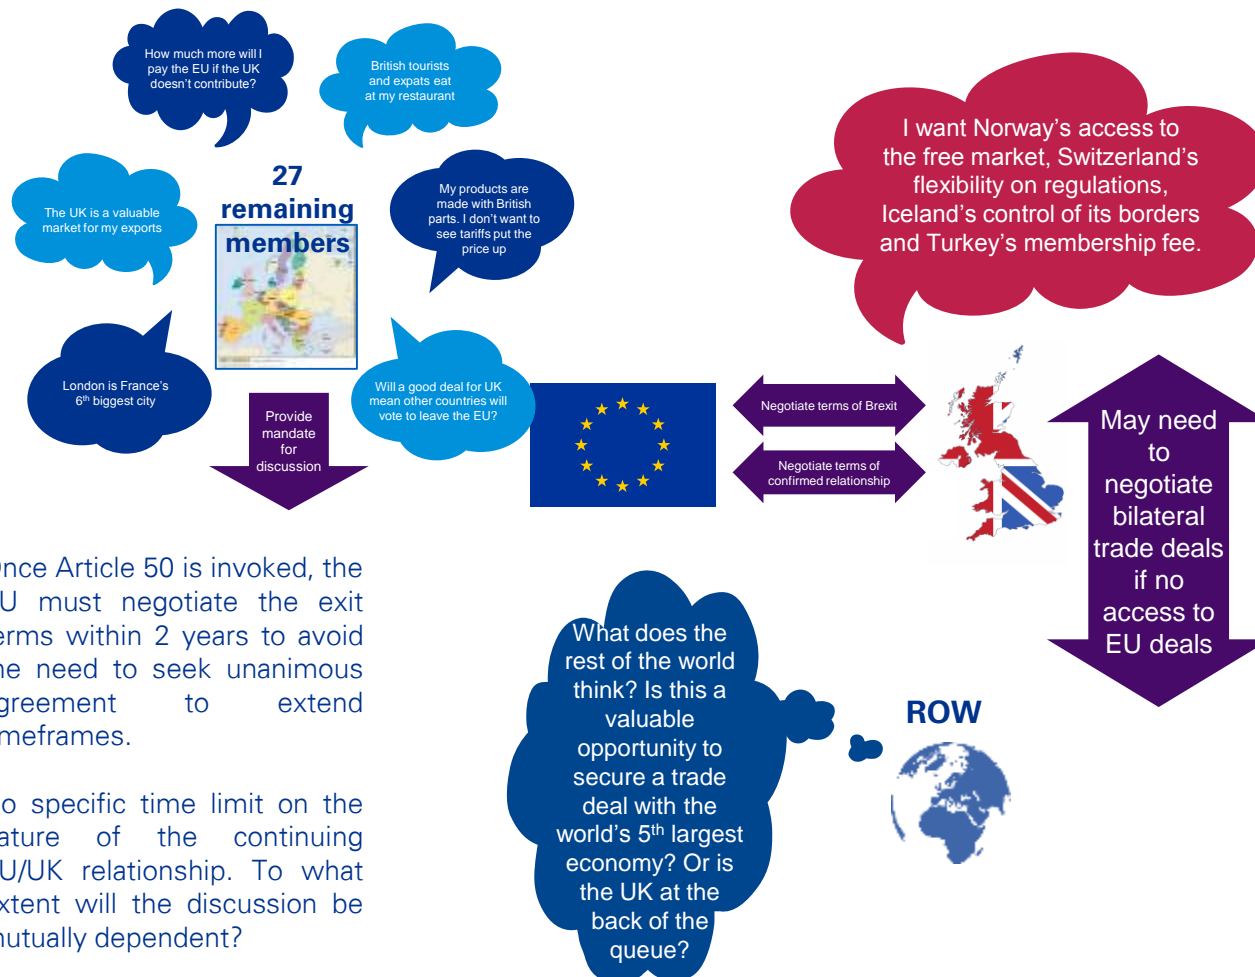 How much more will I
pay the EU if the UK
doesn't contribute?
British tourists
and expats eat
at my restaurant
The UK is a valuable
market for my exports
27
remaining
members
My products are
made with British
parts. I don't want to
see tariffs put the
price up
London is France's
6th biggest city
Will a good deal for UK
mean other countries will
vote to leave the EU?
Provide
mandate
for
discussion
I want Norway's access to
the free market, Switzerland's
flexibility on regulations,
Iceland's control of its borders
and Turkey's membership fee.
Negotiate terms of Brexit
Negotiate terms of
confirmed relationship
May need
to
negotiate
bilateral
trade deals
if no
access to
EU deals
nce Article 50 is invoked, the
U must negotiate the exit
erms within 2 years to avoid
he need to seek unanimous
greement to extend
meframes.
o specific time limit on the
ature of the continuing
U/UK relationship. To what
xtent will the discussion be
utually dependent?
What does the
rest of the world
think? Is this a
valuable
opportunity to
secure a trade
deal with the
world's 5th largest
economy? Or is
the UK at the
back of the
queue?
ROW